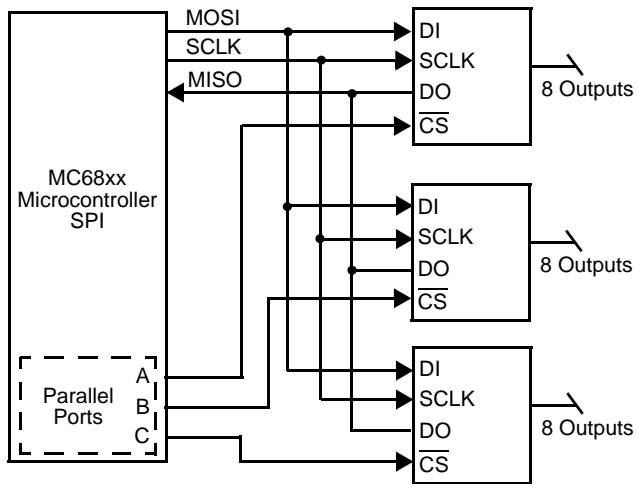 MOSI
SCLK
MISO
MC68xx
Microcontroller
SPI
Parallel
Ports
A
B
C
DI
SCLK
DO
CS
8 Outputs
DI
SCLK
DO
CS
8 Outputs
DI
SCLK
DO
CS
8 Outputs